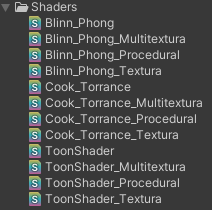 Shaders
Blinn_Phong
Blinn_Phong_Multitextura
Blinn_Phong_Procedural
Blinn_Phong_Textura
Cook_Torrance
Cook_Torrance_Multitextura
Cook_Torrance_Procedural
Cook_Torrance_Textura
ToonShader
ToonShader_Multitextura
ToonShader_Procedural
ToonShader_Textura